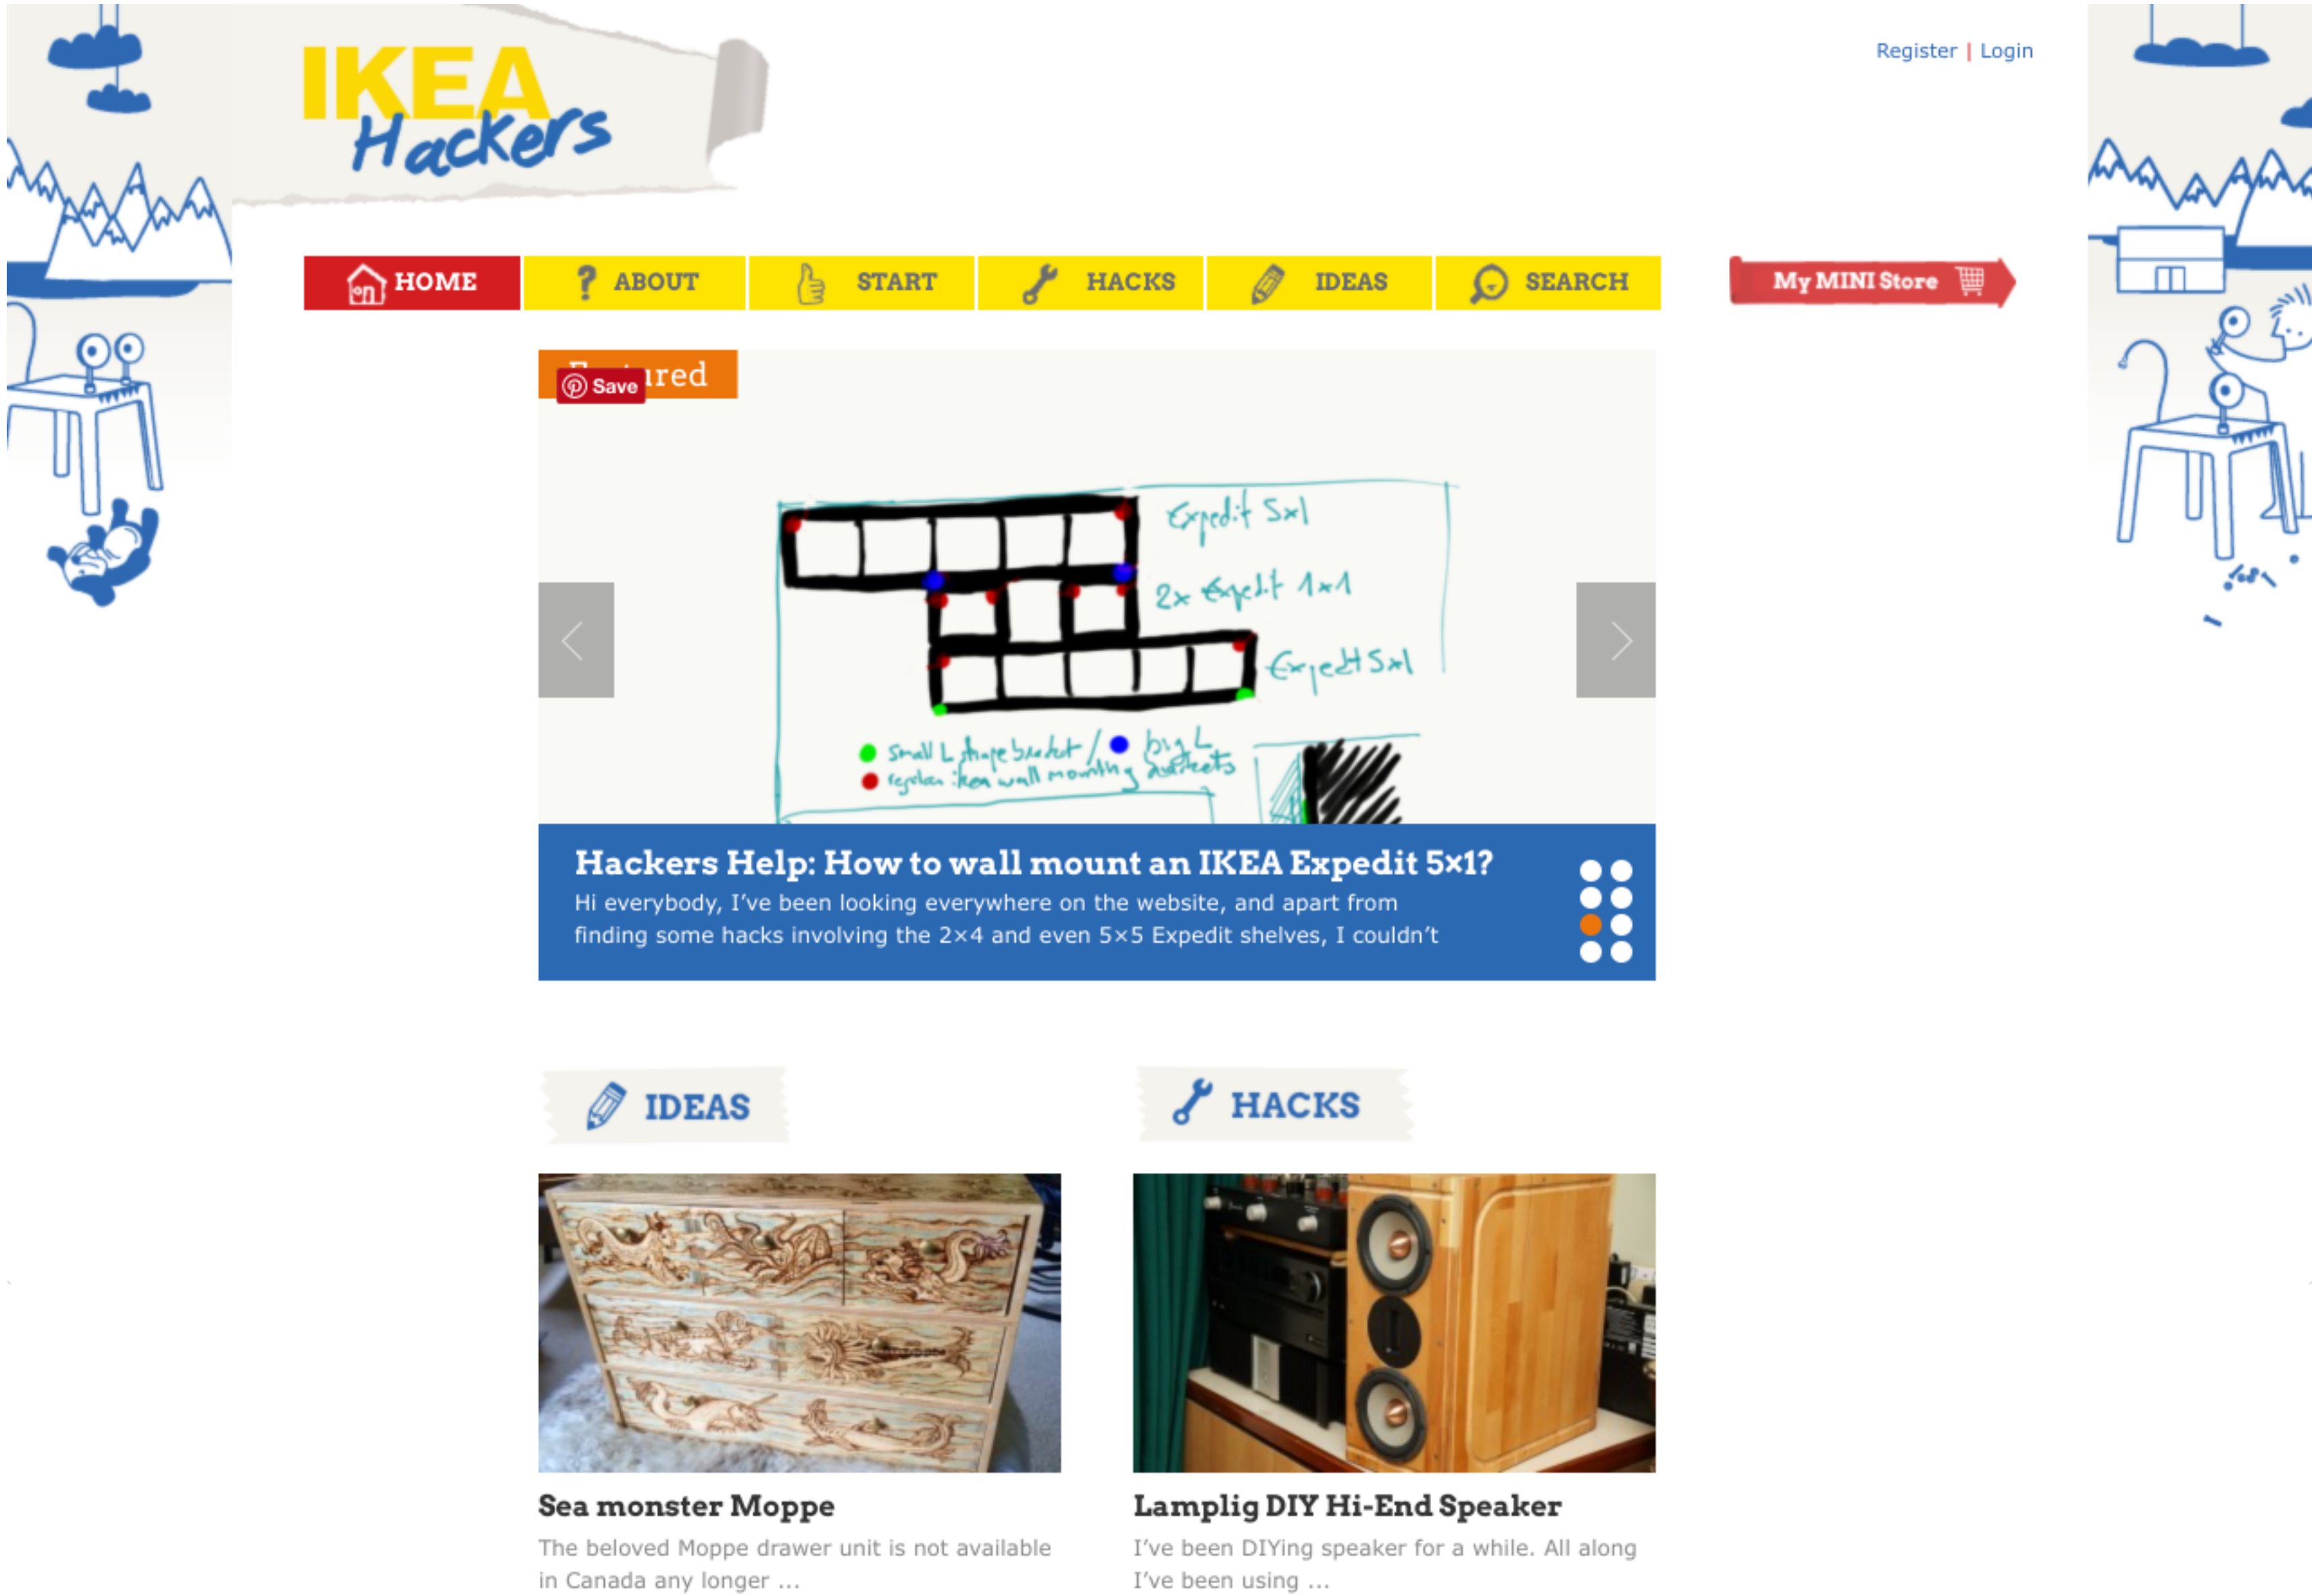 IKEA
Hackers
Register | Login
HOME
ABOUT
START
HACKS
IDEAS
SEARCH
My MINI Store
ured
Save
Expedit 5x1
2x Expedit 1x1
Expedit 5x1
small L shape bracket / big L
regular ikea wall mounting brackets
Hackers Help: How to wall mount an IKEA Expedit 5×1?
Hi everybody, I’ve been looking everywhere on the website, and apart from
finding some hacks involving the 2×4 and even 5×5 Expedit shelves, I couldn’t
IDEAS
HACKS
Sea monster Moppe
The beloved Moppe drawer unit is not available
in Canada any longer ...
Lamplig DIY Hi-End Speaker
I’ve been DIYing speaker for a while. All along
I’ve been using ...